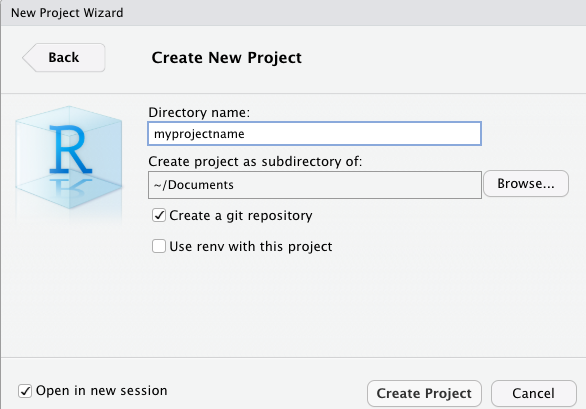 New Project Wizard
Back
Create New Project
R
Directory name:
myprojectname
Create project as subdirectory of:
~/Documents
Browse...
Create a git repository
Use renv with this project
Open in new session
Create Project
Cancel